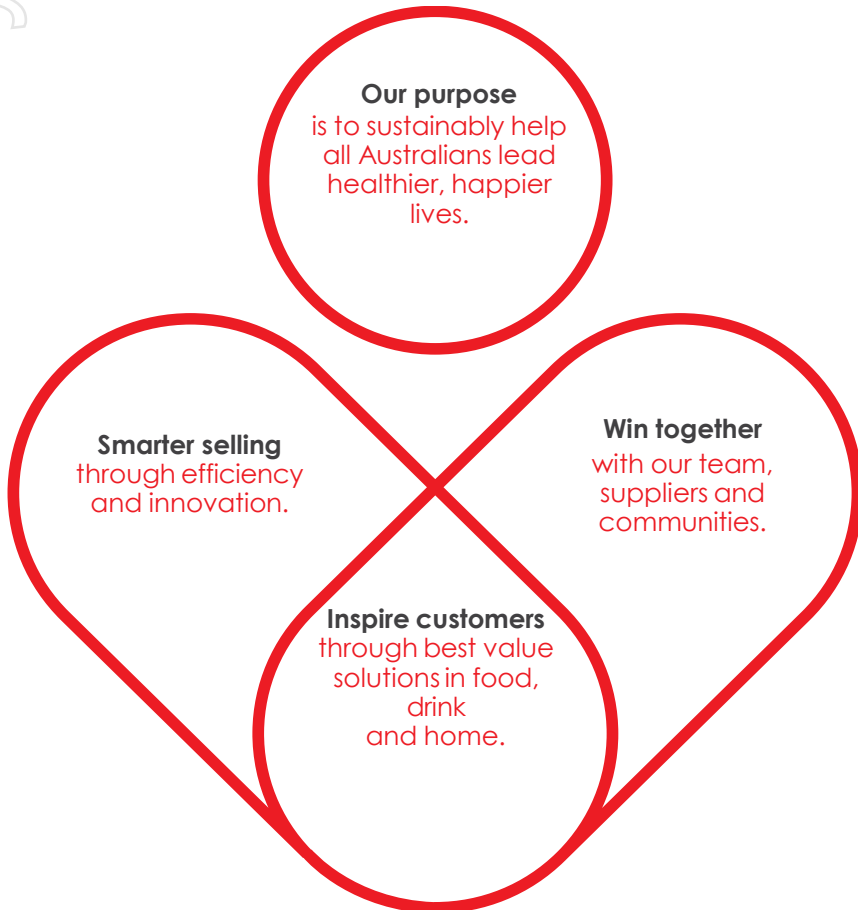 Our purpose
is to sustainably help
all Australians lead
healthier, happier
lives.
Smarter selling
through efficiency
and innovation.
Win together
with our team,
suppliers and
communities.
Inspire customers
through best value
solutions in food,
drink
and home.